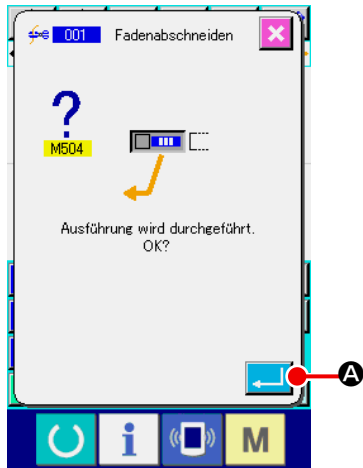 001 Fadenabschneiden
?
M504
Ausführung wird durchgeführt.
OK?
A
i
M